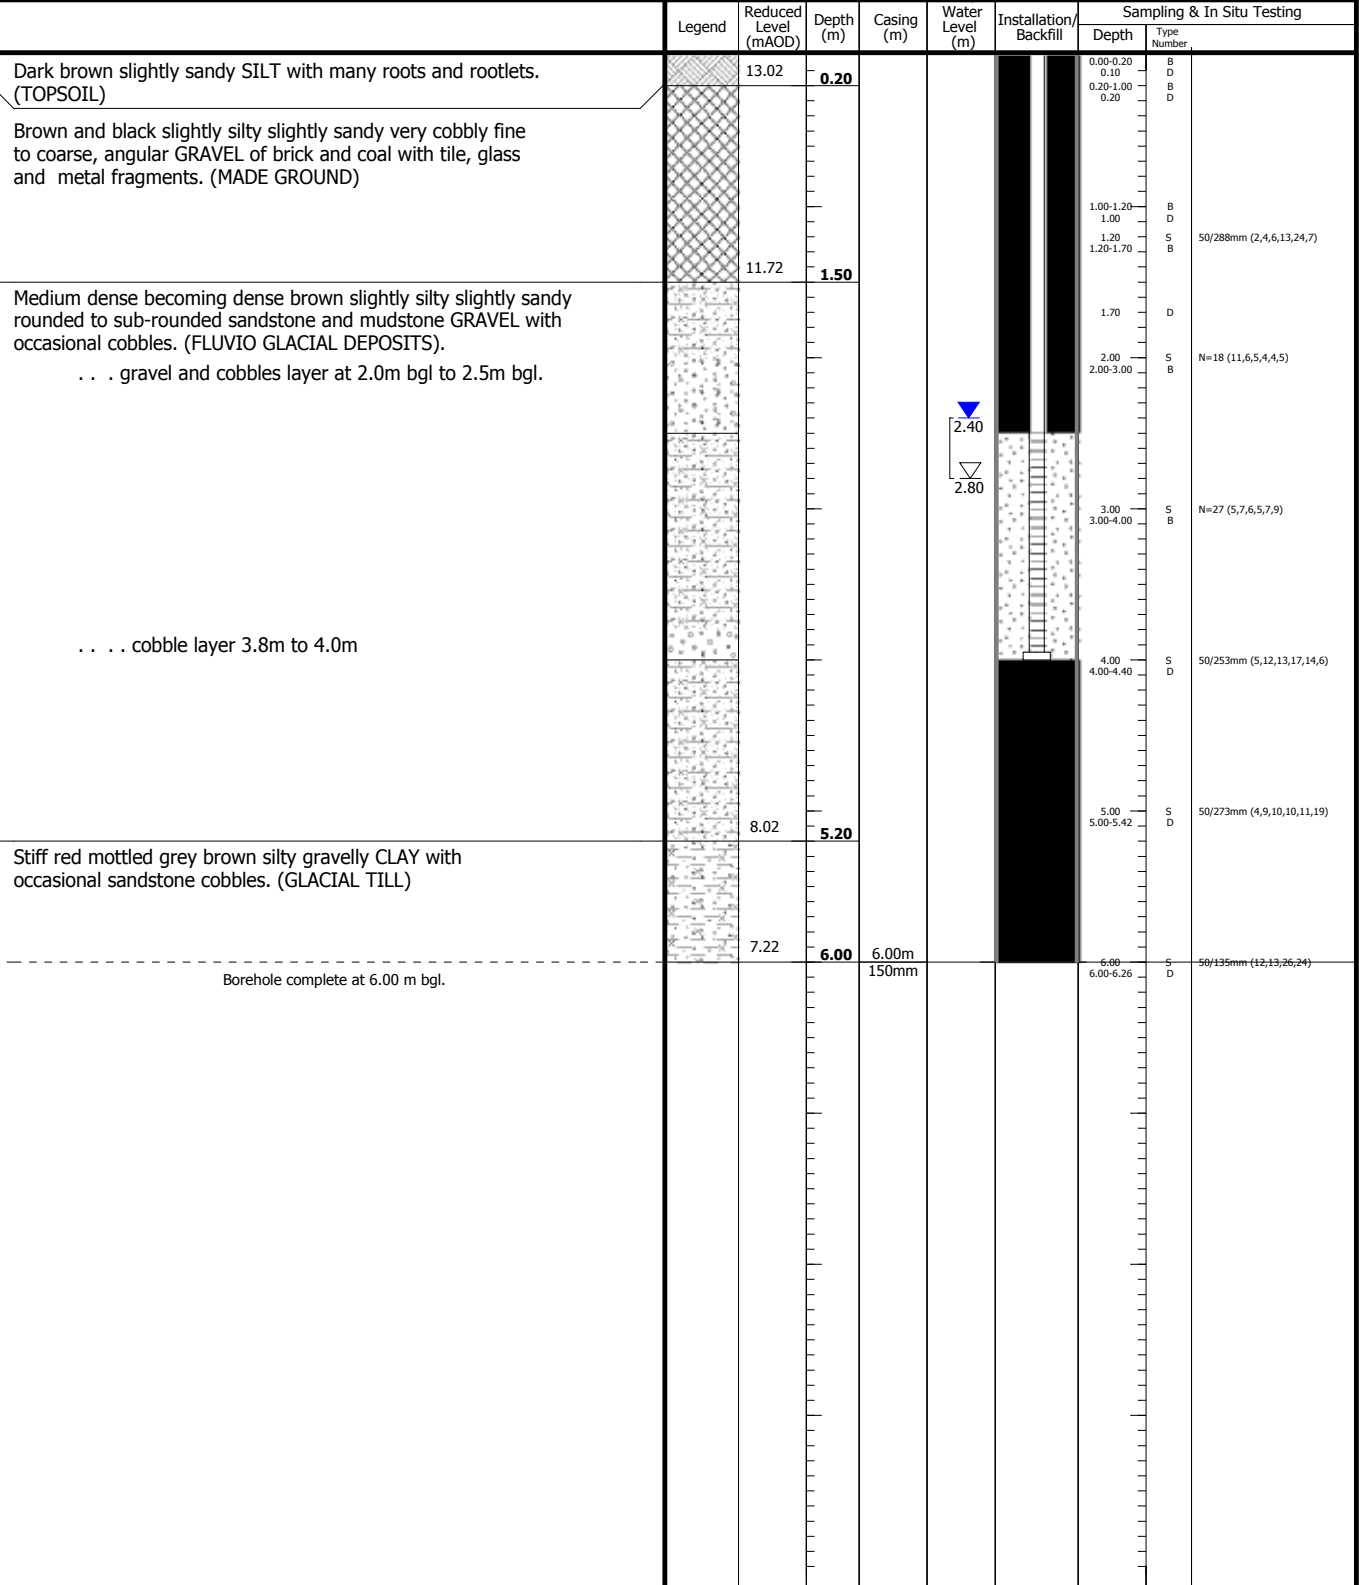 Legend
Reduced
Level
(mAOD)
Depth
(m)
Casing
(m)
Water
Level
(m)
Installation/
Backfill
Sampling & In Situ Testing
Depth
Type
Number
Dark brown slightly sandy SILT with many roots and rootlets.
(TOPSOIL)
13.02
0.20
0.00-0.20 B
0.10 D
0.20-1.00 B
0.20 D
Brown and black slightly silty slightly sandy very cobbly fine
to coarse, angular GRAVEL of brick and coal with tile, glass
and metal fragments. (MADE GROUND)
1.00-1.20 B
1.00 D
1.20 S 50/288mm (2,4,6,13,24,7)
1.20-1.70 B
11.72
1.50
Medium dense becoming dense brown slightly silty slightly sandy
rounded to sub-rounded sandstone and mudstone GRAVEL with
occasional cobbles. (FLUVIO GLACIAL DEPOSITS).
1.70 D
2.00 S N=18 (11,6,5,4,4,5)
2.00-3.00 B
. . . gravel and cobbles layer at 2.0m bgl to 2.5m bgl.
2.40
2.80
3.00 S N=27 (5,7,6,5,7,9)
3.00-4.00 B
. . . . cobble layer 3.8m to 4.0m
4.00 S 50/253mm (5,12,13,17,14,6)
4.00-4.40 D
5.00 S 50/273mm (4,9,10,10,11,19)
5.00-5.42 D
8.02
5.20
Stiff red mottled grey brown silty gravelly CLAY with
occasional sandstone cobbles. (GLACIAL TILL)
7.22
6.00
6.00m
150mm
6.00 S 50/135mm (12,13,26,24)
6.00-6.26 D
Borehole complete at 6.00 m bgl.